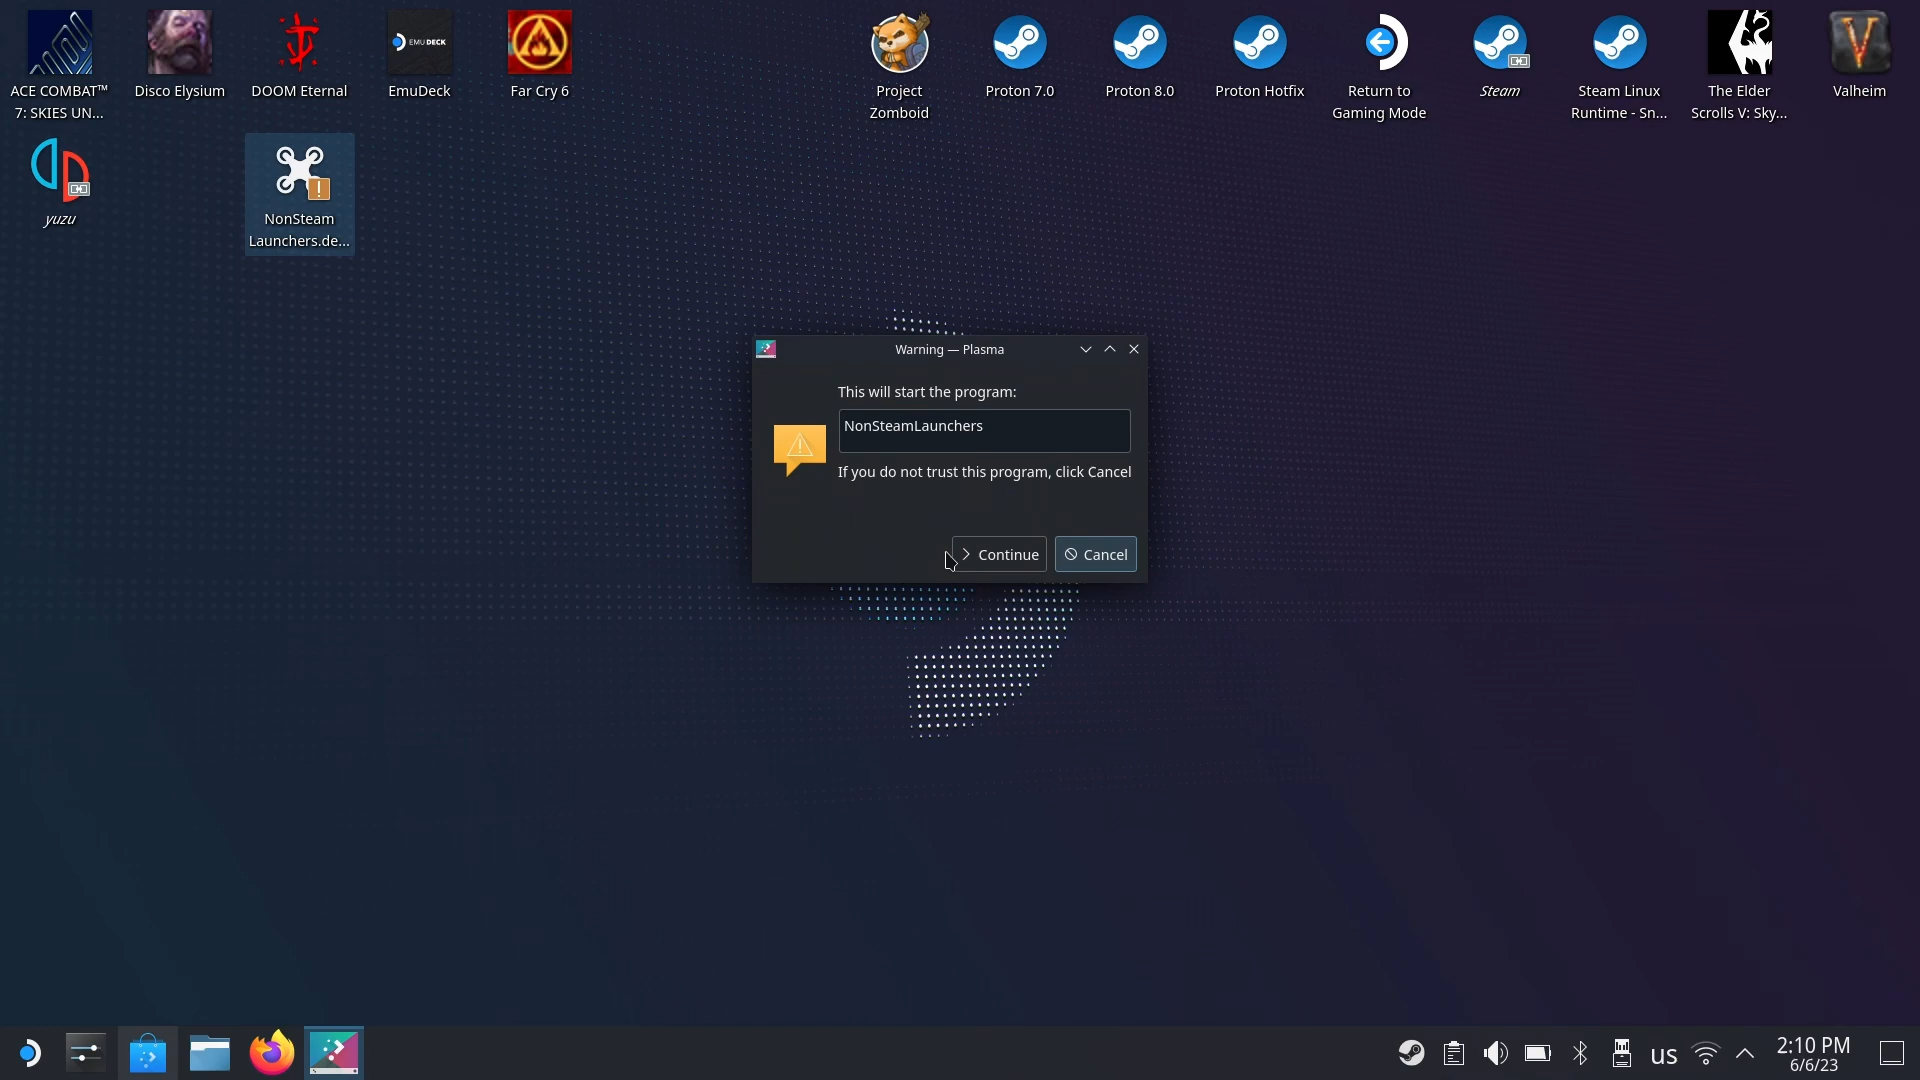 ACE COMBAT™
7: SKIES UN...
Disco Elysium
DOOM Eternal
EMUDECK
EmuDeck
Far Cry 6
Project
Zomboid
Proton 7.0
Proton 8.0
Proton Hotfix
Return to
Gaming Mode
Steam
Steam Linux
Runtime - Sn...
The Elder
Scrolls V: Sky...
Valheim
yuzu
NonSteam
Launchers.de...
Warning — Plasma
This will start the program:
NonSteamLaunchers
If you do not trust this program, click Cancel
Continue
Cancel
us
2:10 PM
6/6/23